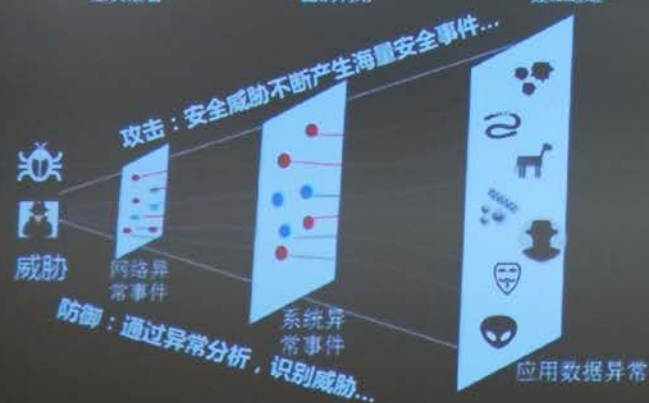 攻击：安全威胁不断产生海量安全事件...
威胁
网络异
常事件
系统异
常事件
应用数据异常
防御：通过异常分析，识别威胁...